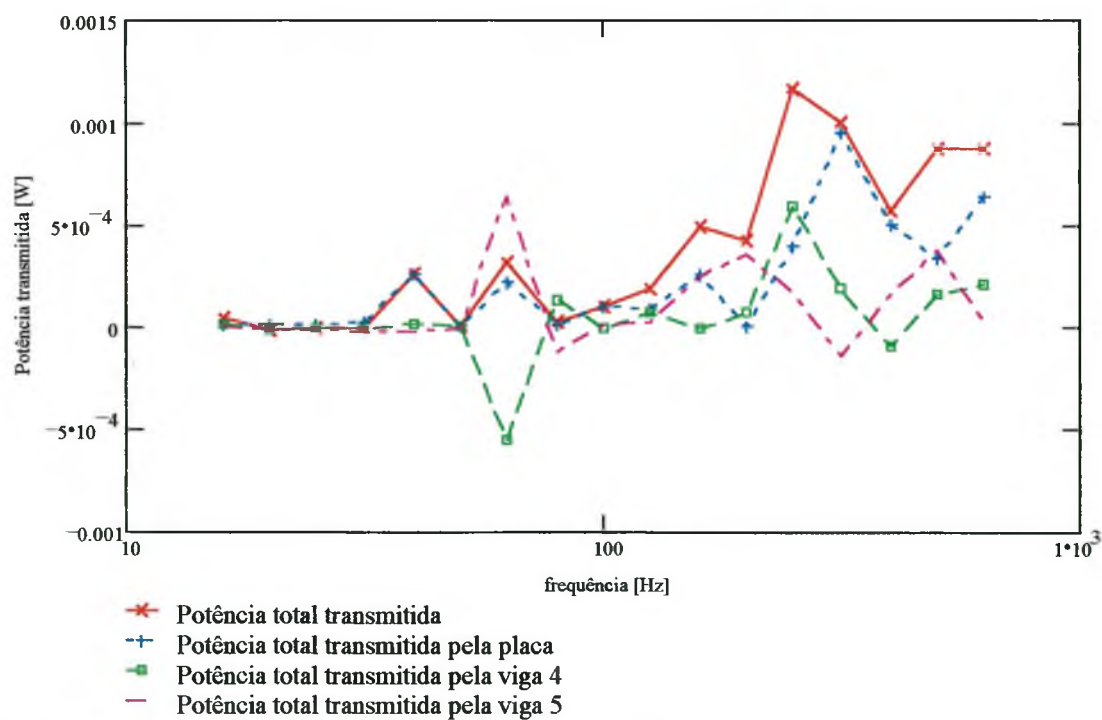 0.0015
0.001
5•10⁻⁴
0
−5•10⁻⁴
−0.001
Potência transmitida [W]
10
100
1•10³
frequência [Hz]
Potência total transmitida
Potência total transmitida pela placa
Potência total transmitida pela viga 4
Potência total transmitida pela viga 5